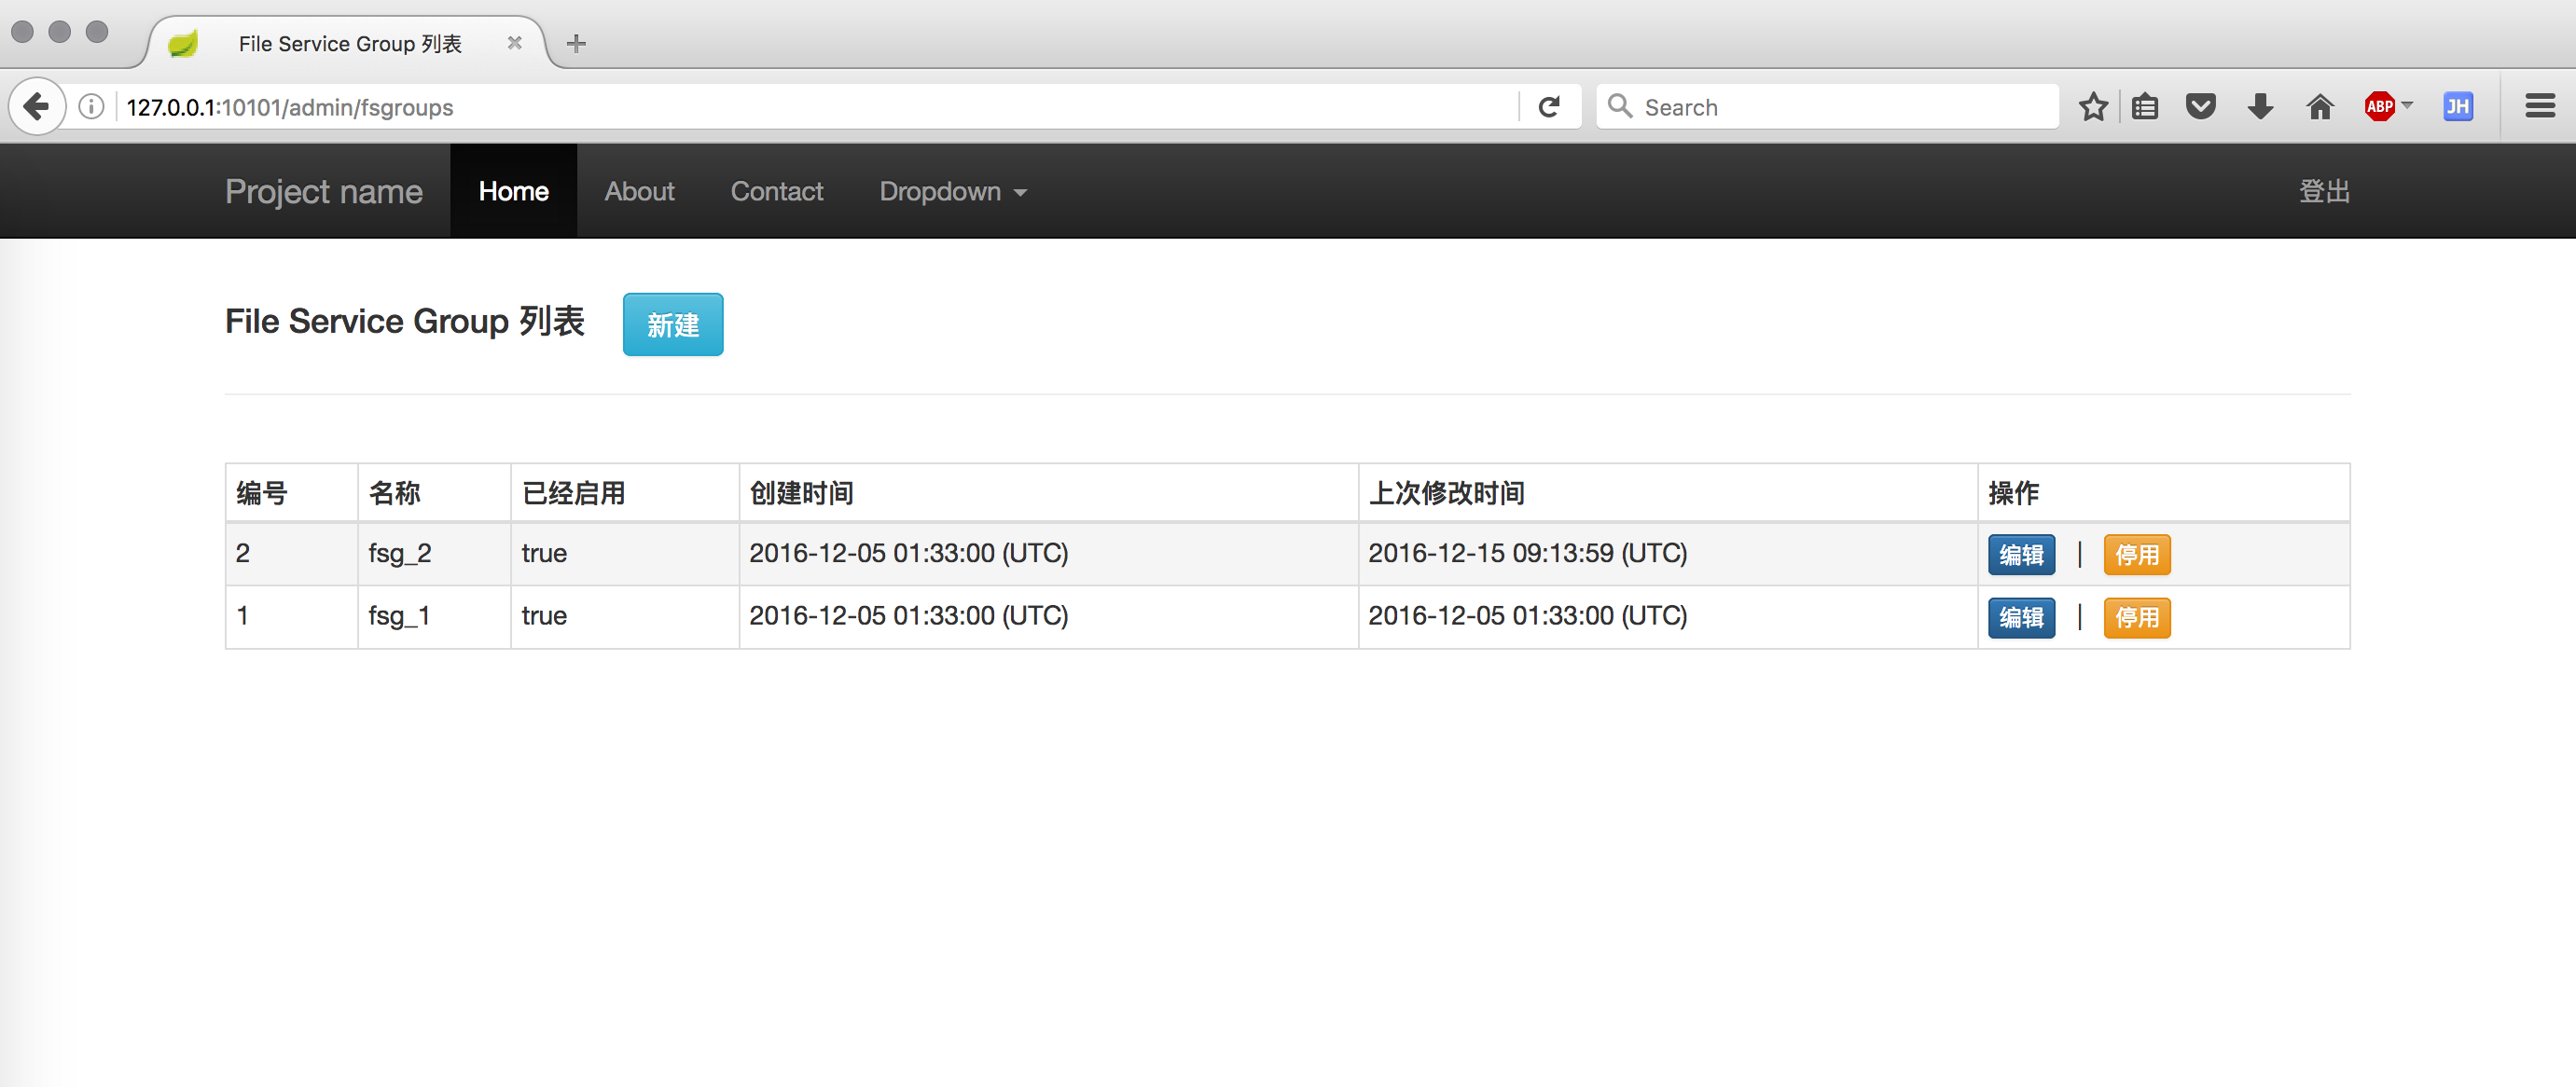 File Service Group 列表
127.0.0.1:10101/admin/fsgroups
Search
ABP
JH
Project name Home About Contact Dropdown 登出
File Service Group 列表 新建
编号 名称 已经启用 创建时间 上次修改时间 操作
2 fsg_2 true 2016-12-05 01:33:00 (UTC) 2016-12-15 09:13:59 (UTC) 编辑 | 停用
1 fsg_1 true 2016-12-05 01:33:00 (UTC) 2016-12-05 01:33:00 (UTC) 编辑 | 停用